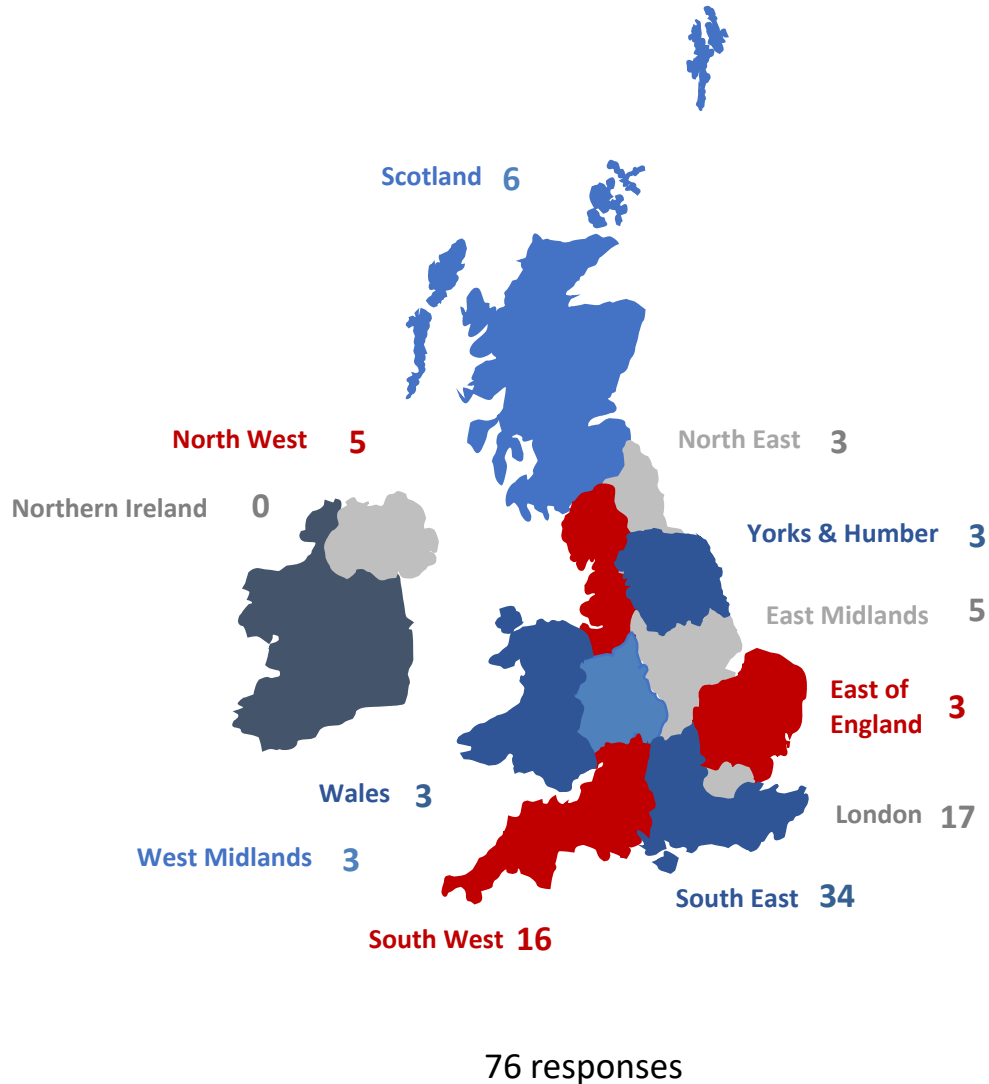 Scotland 6
North West 5
North East 3
Northern Ireland 0
Yorks & Humber 3
East Midlands 5
East of
England 3
Wales 3
London 17
West Midlands 3
South East 34
South West 16
76 responses